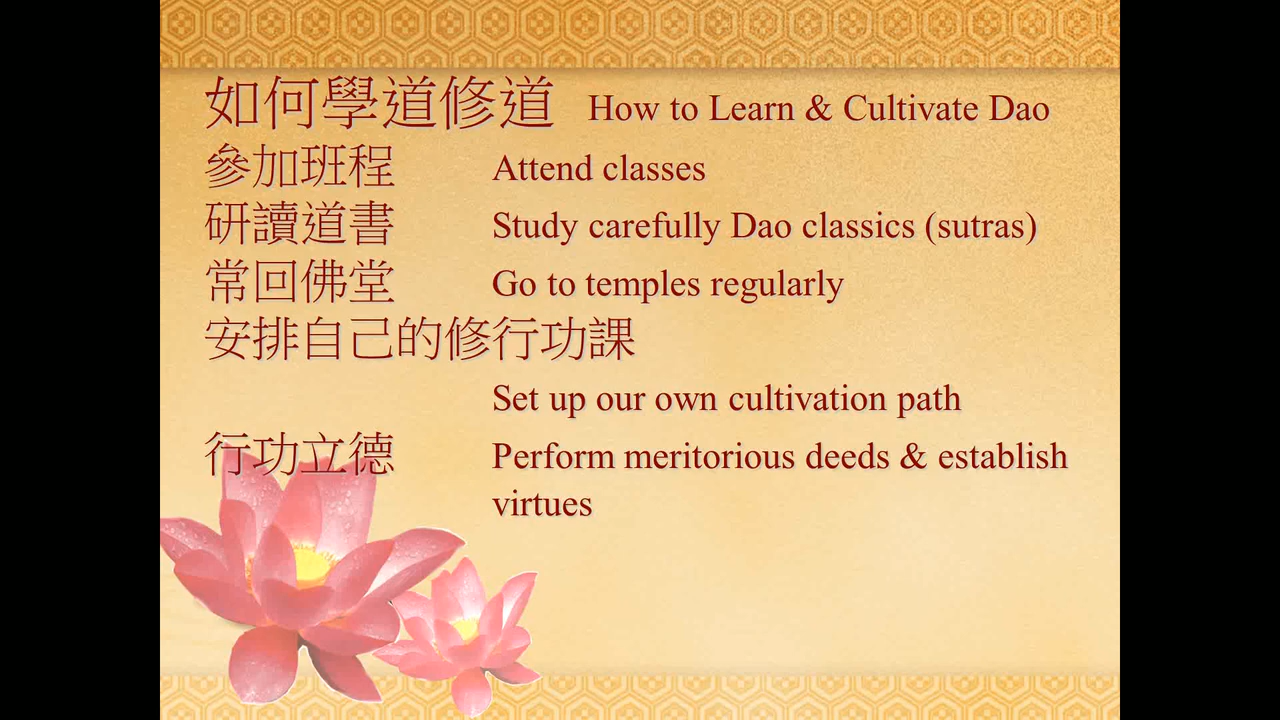 如何學道修道 How to Learn & Cultivate Dao
參加班程 Attend classes
研讀道書 Study carefully Dao classics (sutras)
常回佛堂 Go to temples regularly
安排自己的修行功課
Set up our own cultivation path
行功立德 Perform meritorious deeds & establish
virtues